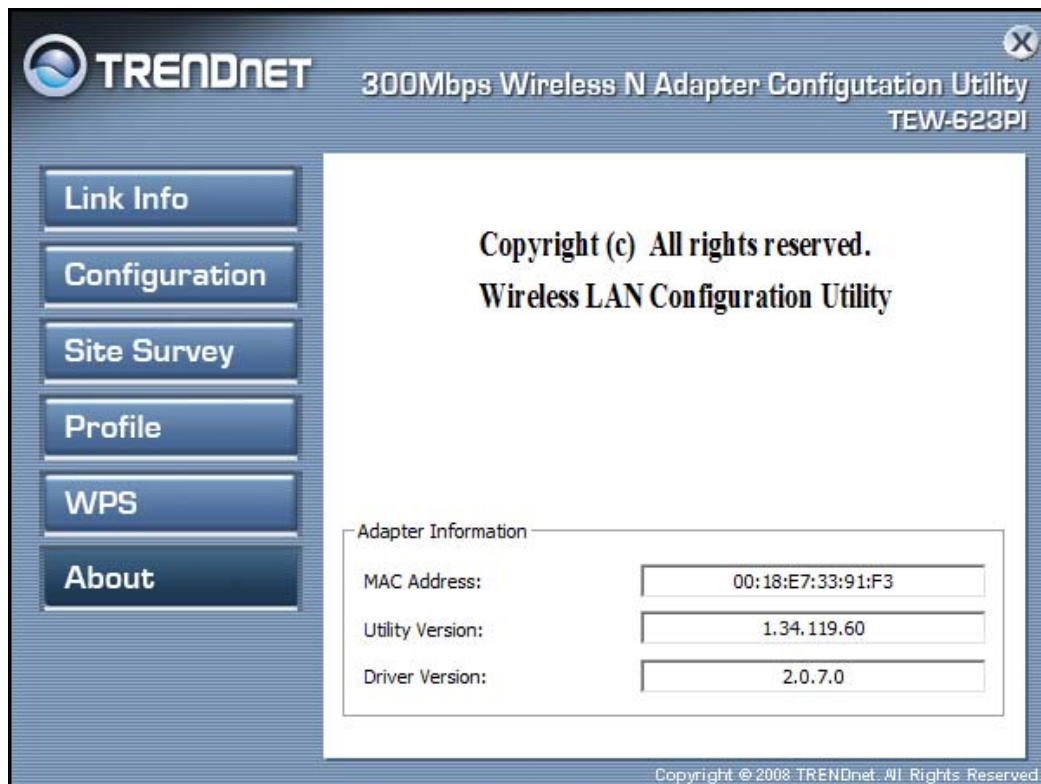 TRENDNET
300Mbps Wireless N Adapter Configutation Utility
TEW-623PI
X
Link Info
Configuration
Site Survey
Profile
WPS
About
Copyright (c)  All rights reserved.
Wireless LAN Configuration Utility
Adapter Information
MAC Address: 00:18:E7:33:91:F3
Utility Version: 1.34.119.60
Driver Version: 2.0.7.0
Copyright © 2008 TRENDnet. All Rights Reserved